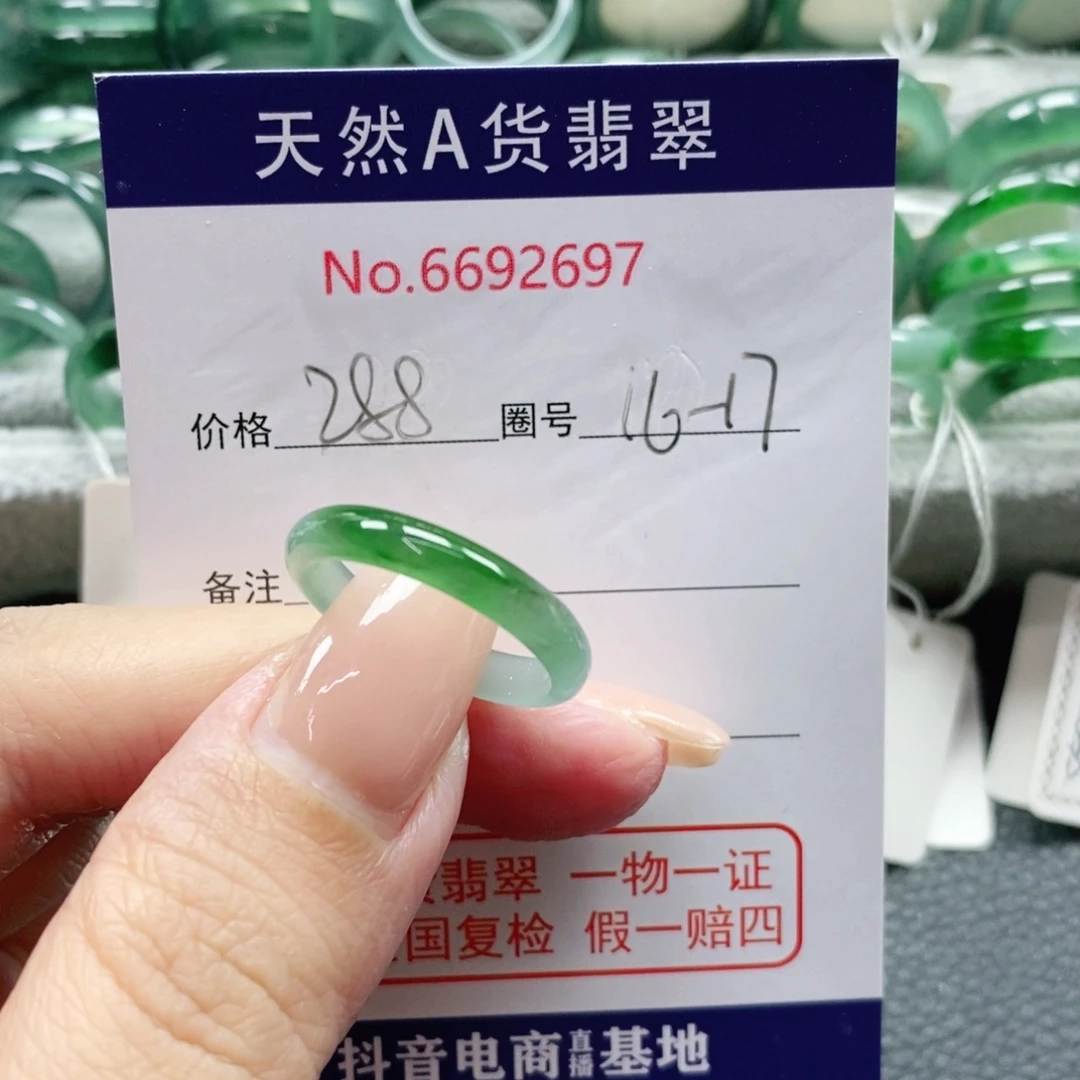 天然A货翡翠
No.6692697
价格 288 圈号 16-17
备注
翡翠 一物一证
国复检 假一赔四
抖音电商直播基地